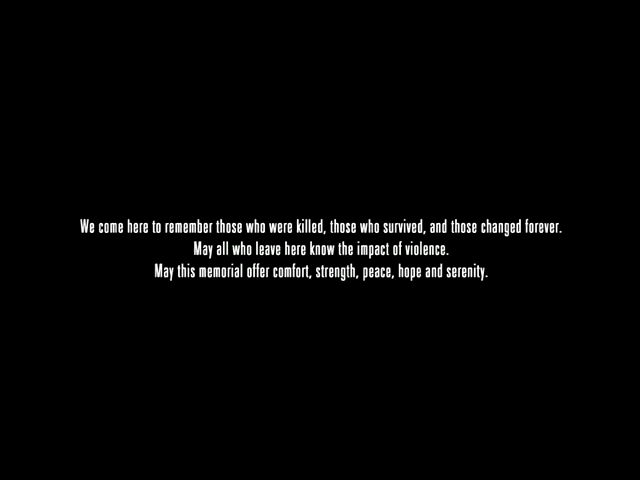 We come here to remember those who were killed, those who survived, and those changed forever.
May all who leave here know the impact of violence.
May this memorial offer comfort, strength, peace, hope and serenity.